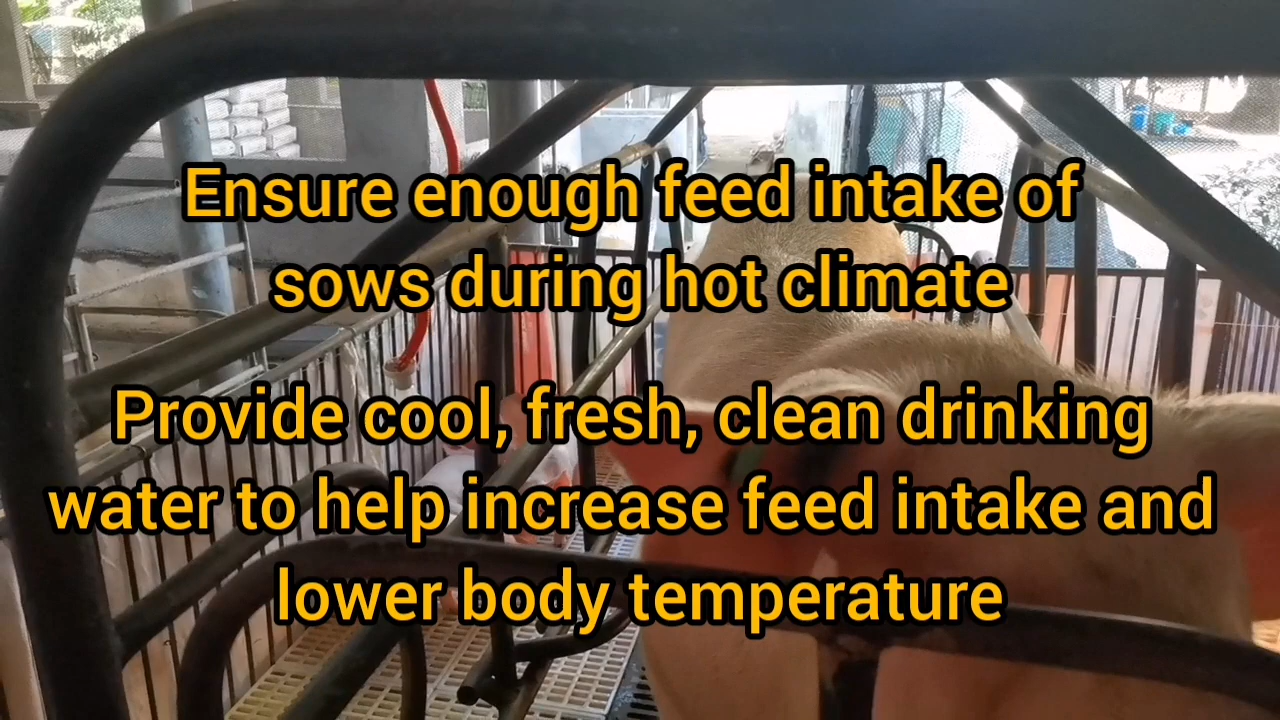 Ensure enough feed intake of
sows during hot climate
Provide cool, fresh, clean drinking
water to help increase feed intake and
lower body temperature